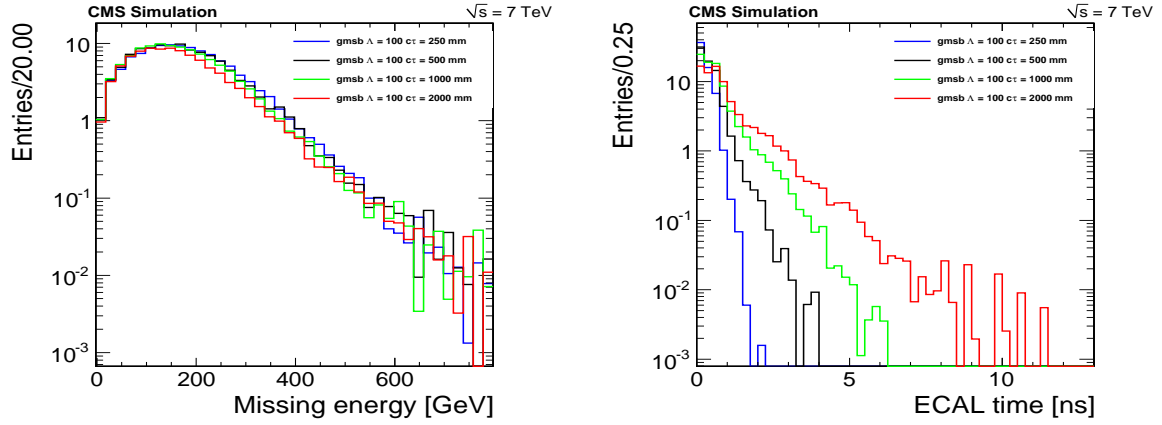 CMS Simulation √s = 7 TeV
Entries/20.00
10
1
10⁻¹
10⁻²
10⁻³
gmsb Λ = 100 cτ = 250 mm
gmsb Λ = 100 cτ = 500 mm
gmsb Λ = 100 cτ = 1000 mm
gmsb Λ = 100 cτ = 2000 mm
0 200 400 600
Missing energy [GeV]
CMS Simulation √s = 7 TeV
Entries/0.25
10
1
10⁻¹
10⁻²
10⁻³
gmsb Λ = 100 cτ = 250 mm
gmsb Λ = 100 cτ = 500 mm
gmsb Λ = 100 cτ = 1000 mm
gmsb Λ = 100 cτ = 2000 mm
0 5 10
ECAL time [ns]